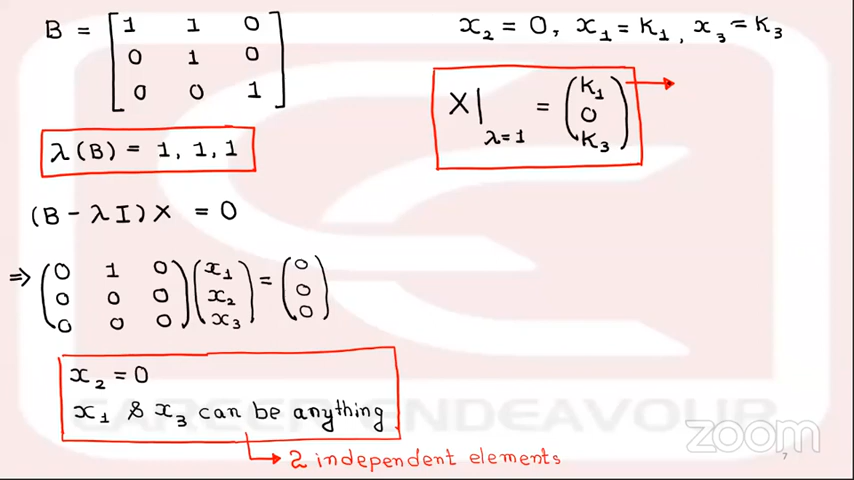 B = [1 1 0
0 1 0
0 0 1]
λ(B) = 1, 1, 1
(B - λI) X = 0
⇒ (0 1 0
0 0 0
0 0 0) (x₁
x₂
x₃) = (0
0
0)
x₂ = 0
x₁ & x₃ can be anything
2 independent elements
x₂ = 0, x₁ = K₁, x₃ = K₃
X|λ=1 = (K₁
0
K₃)
CAREER ENDEAVOUR
zoom
7